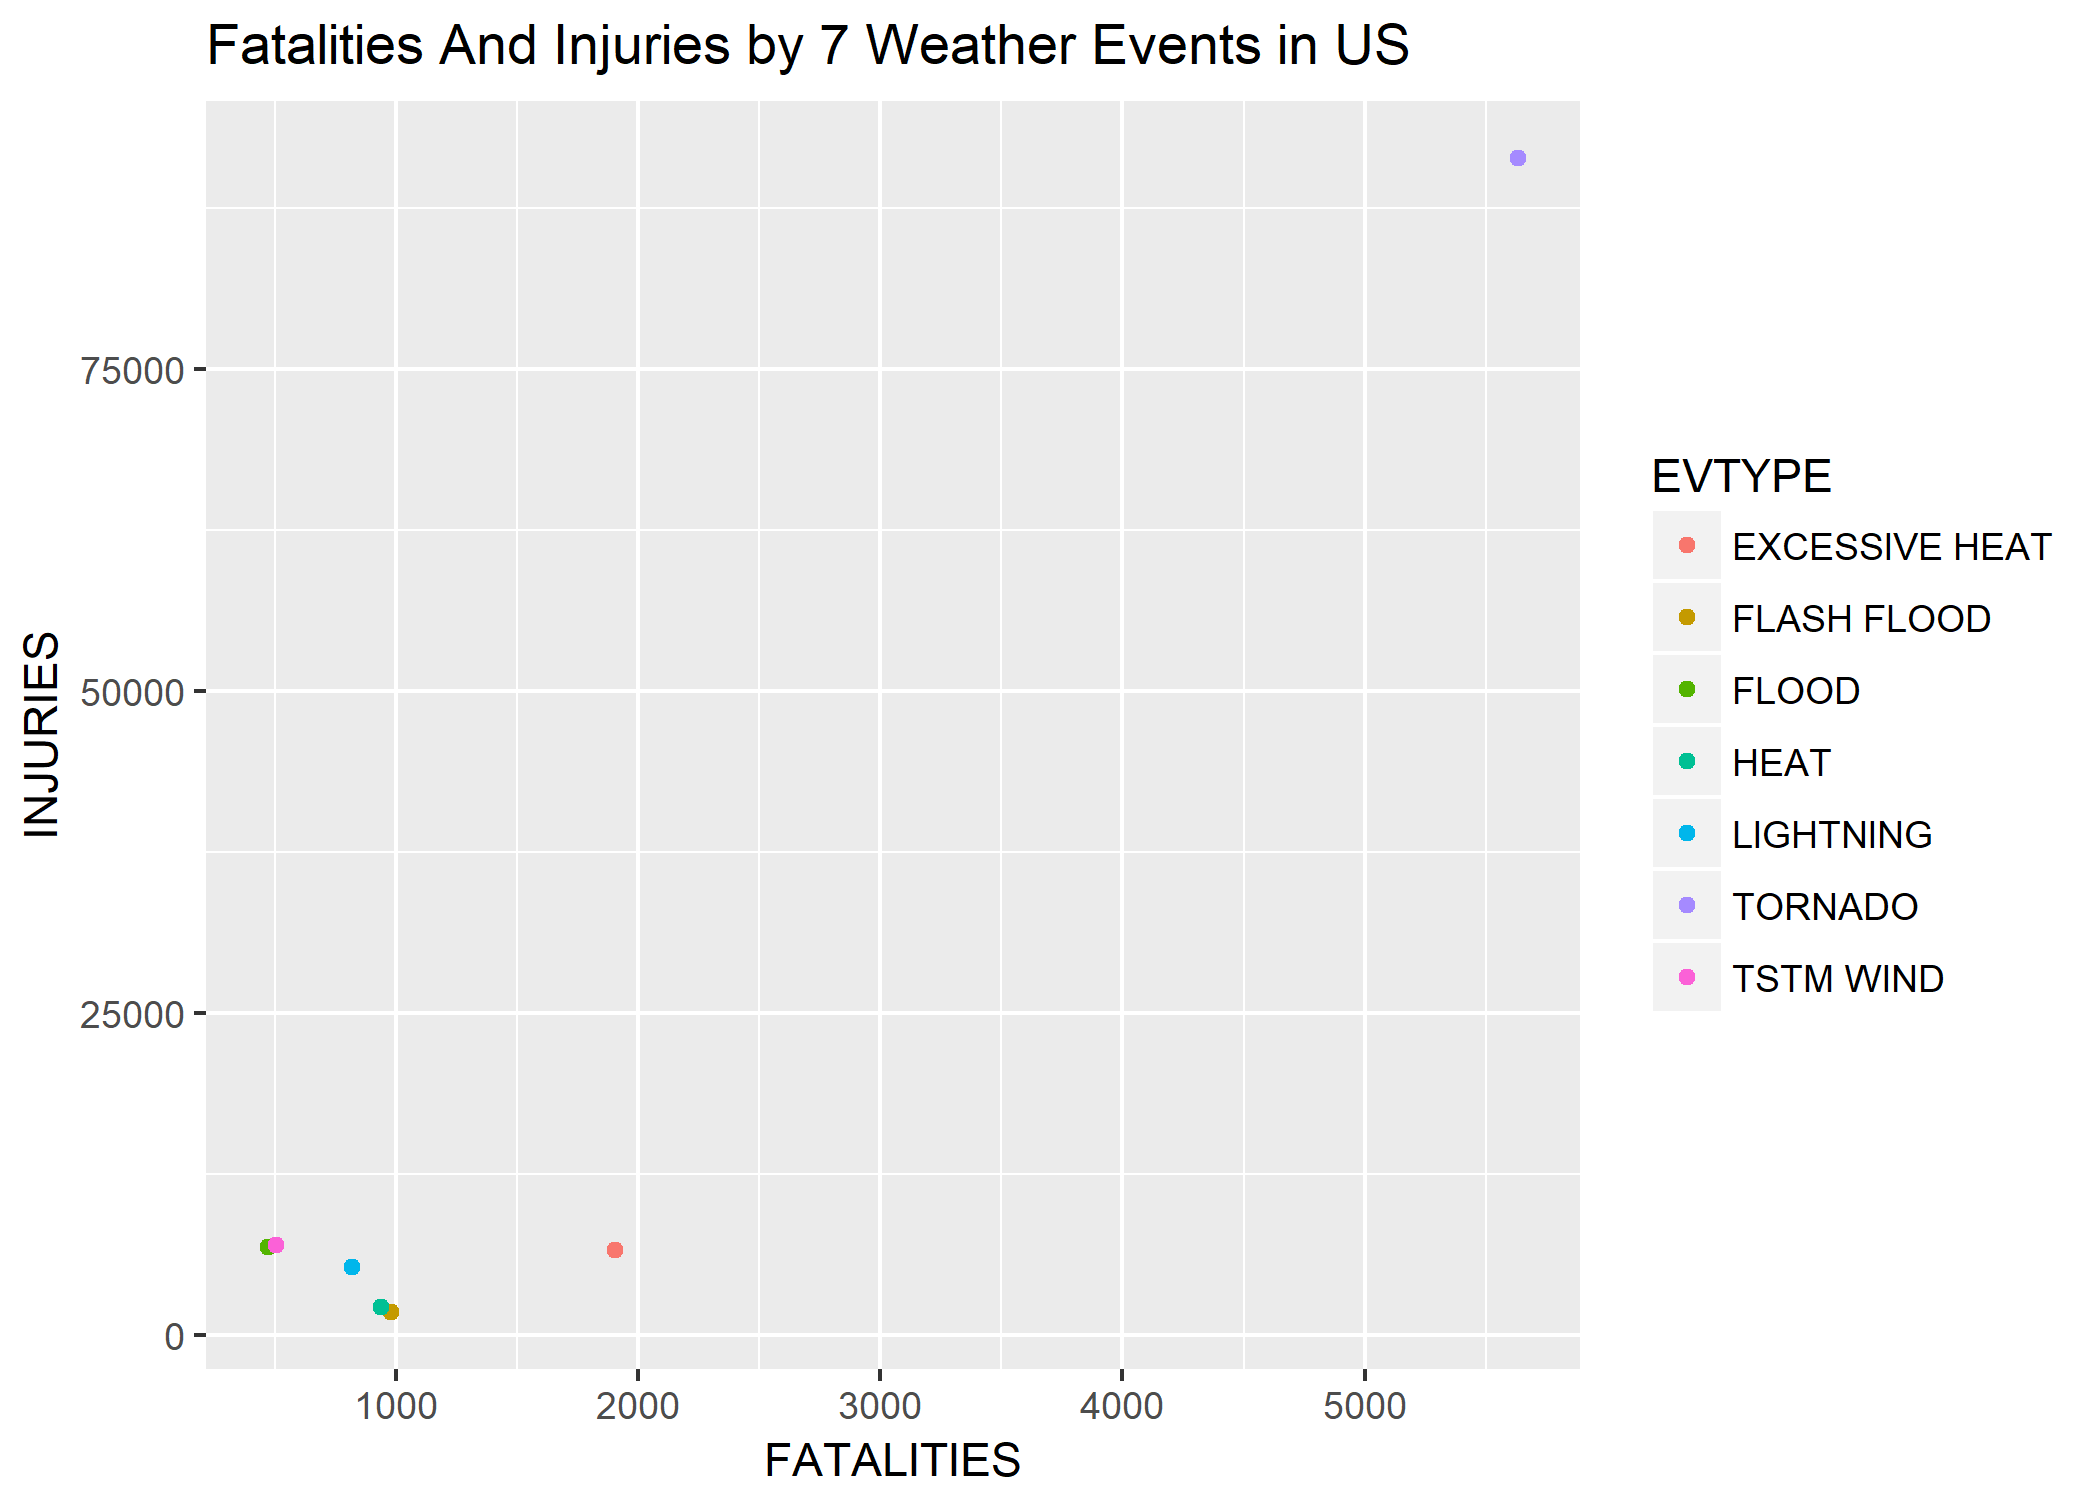 Fatalities And Injuries by 7 Weather Events in US
INJURIES
75000
50000
25000
0
1000 2000 3000 4000 5000
FATALITIES
EVTYPE
EXCESSIVE HEAT
FLASH FLOOD
FLOOD
HEAT
LIGHTNING
TORNADO
TSTM WIND